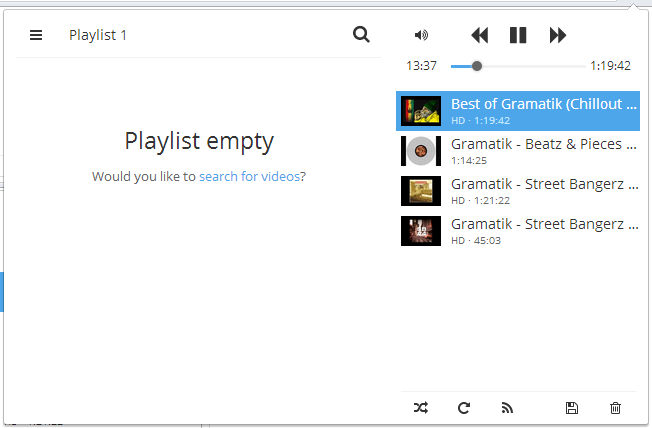 Playlist 1
Playlist empty
Would you like to search for videos?
13:37
1:19:42
Best of Gramatik (Chillout ...
HD · 1:19:42
Gramatik - Beatz & Pieces ...
1:14:25
Gramatik - Street Bangerz ...
HD · 1:21:22
Gramatik - Street Bangerz ...
HD · 45:03